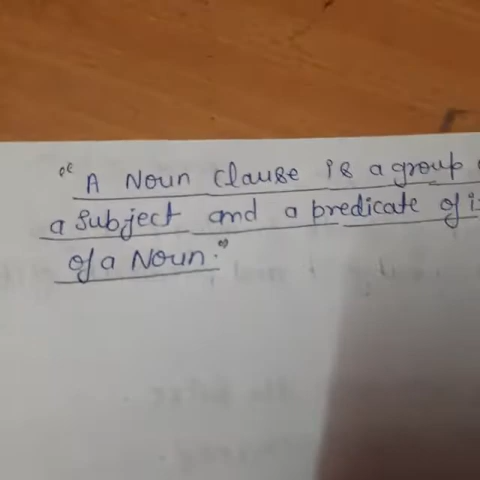 "A Noun clause is a group
a subject and a predicate of
of a Noun."